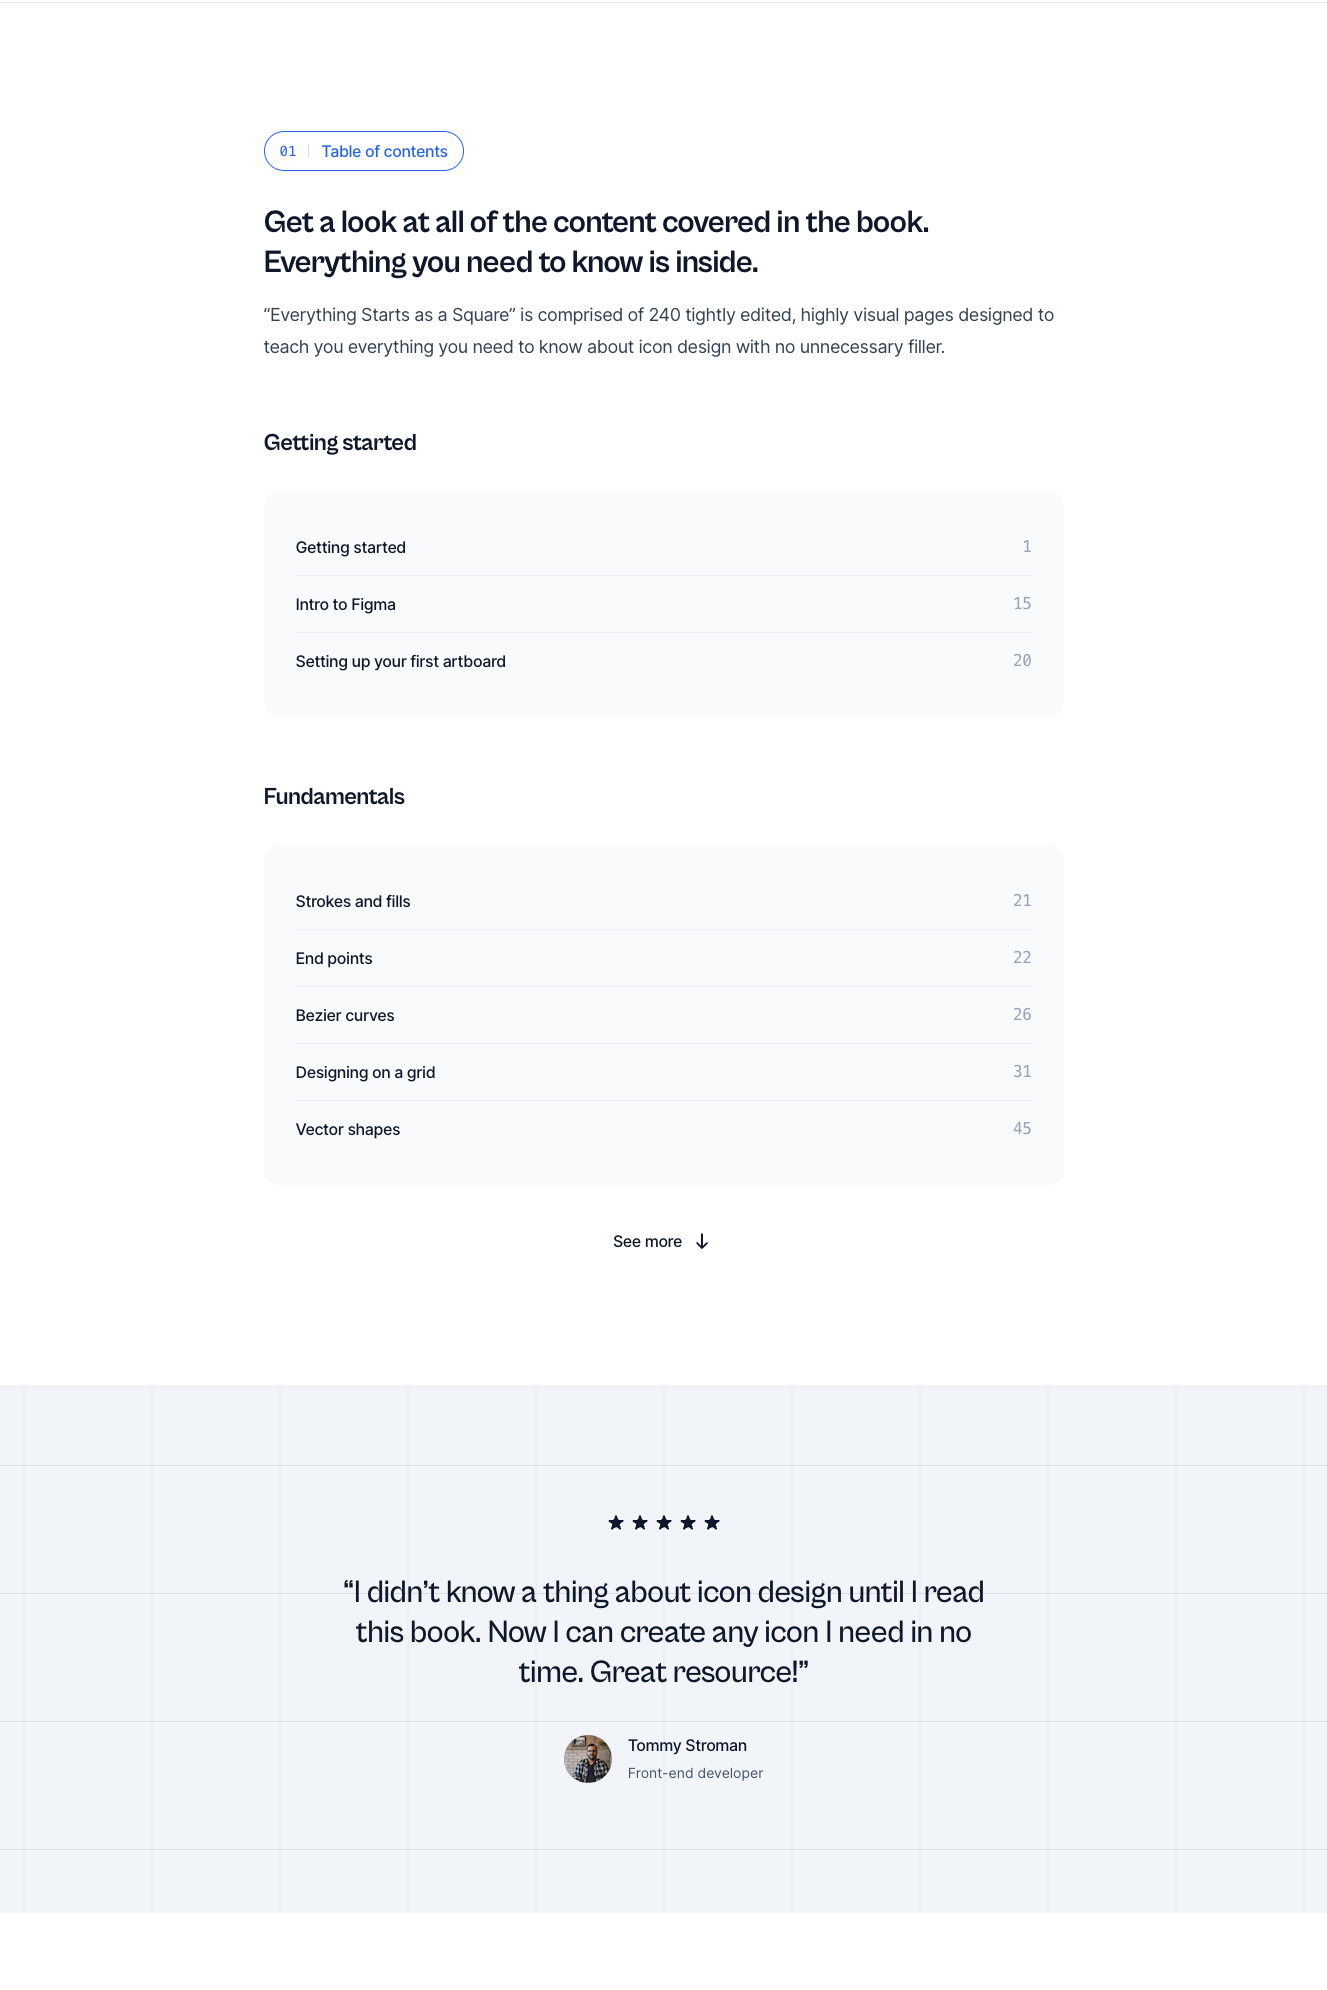 01 Table of contents
Get a look at all of the content covered in the book.
Everything you need to know is inside.
“Everything Starts as a Square” is comprised of 240 tightly edited, highly visual pages designed to
teach you everything you need to know about icon design with no unnecessary filler.
Getting started
Getting started 1
Intro to Figma 15
Setting up your first artboard 20
Fundamentals
Strokes and fills 21
End points 22
Bezier curves 26
Designing on a grid 31
Vector shapes 45
See more
“I didn’t know a thing about icon design until I read
this book. Now I can create any icon I need in no
time. Great resource!”
Tommy Stroman
Front-end developer